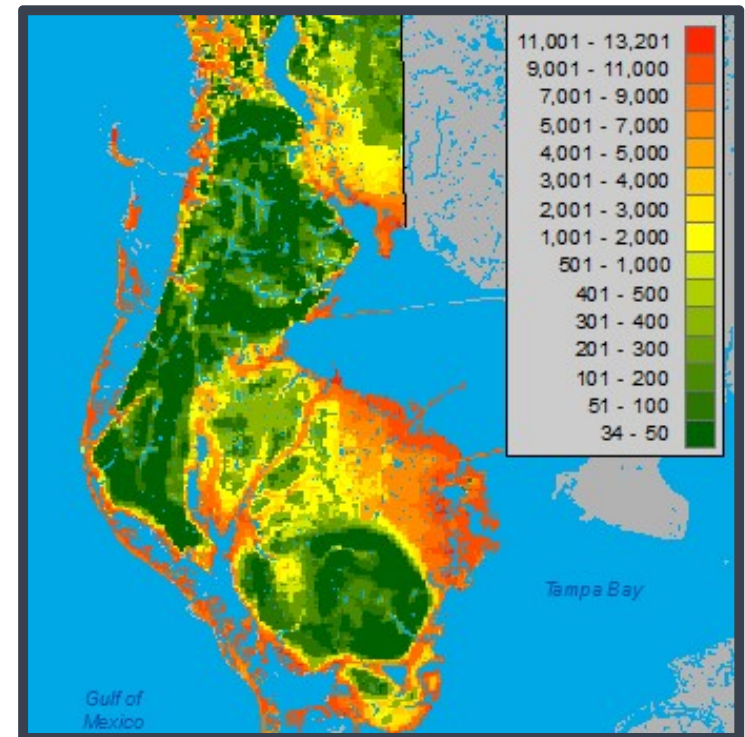 11,001 - 13,201
9,001 - 11,000
7,001 - 9,000
5,001 - 7,000
4,001 - 5,000
3,001 - 4,000
2,001 - 3,000
1,001 - 2,000
501 - 1,000
401 - 500
301 - 400
201 - 300
101 - 200
51 - 100
34 - 50
Tampa Bay
Gulf of
Mexico